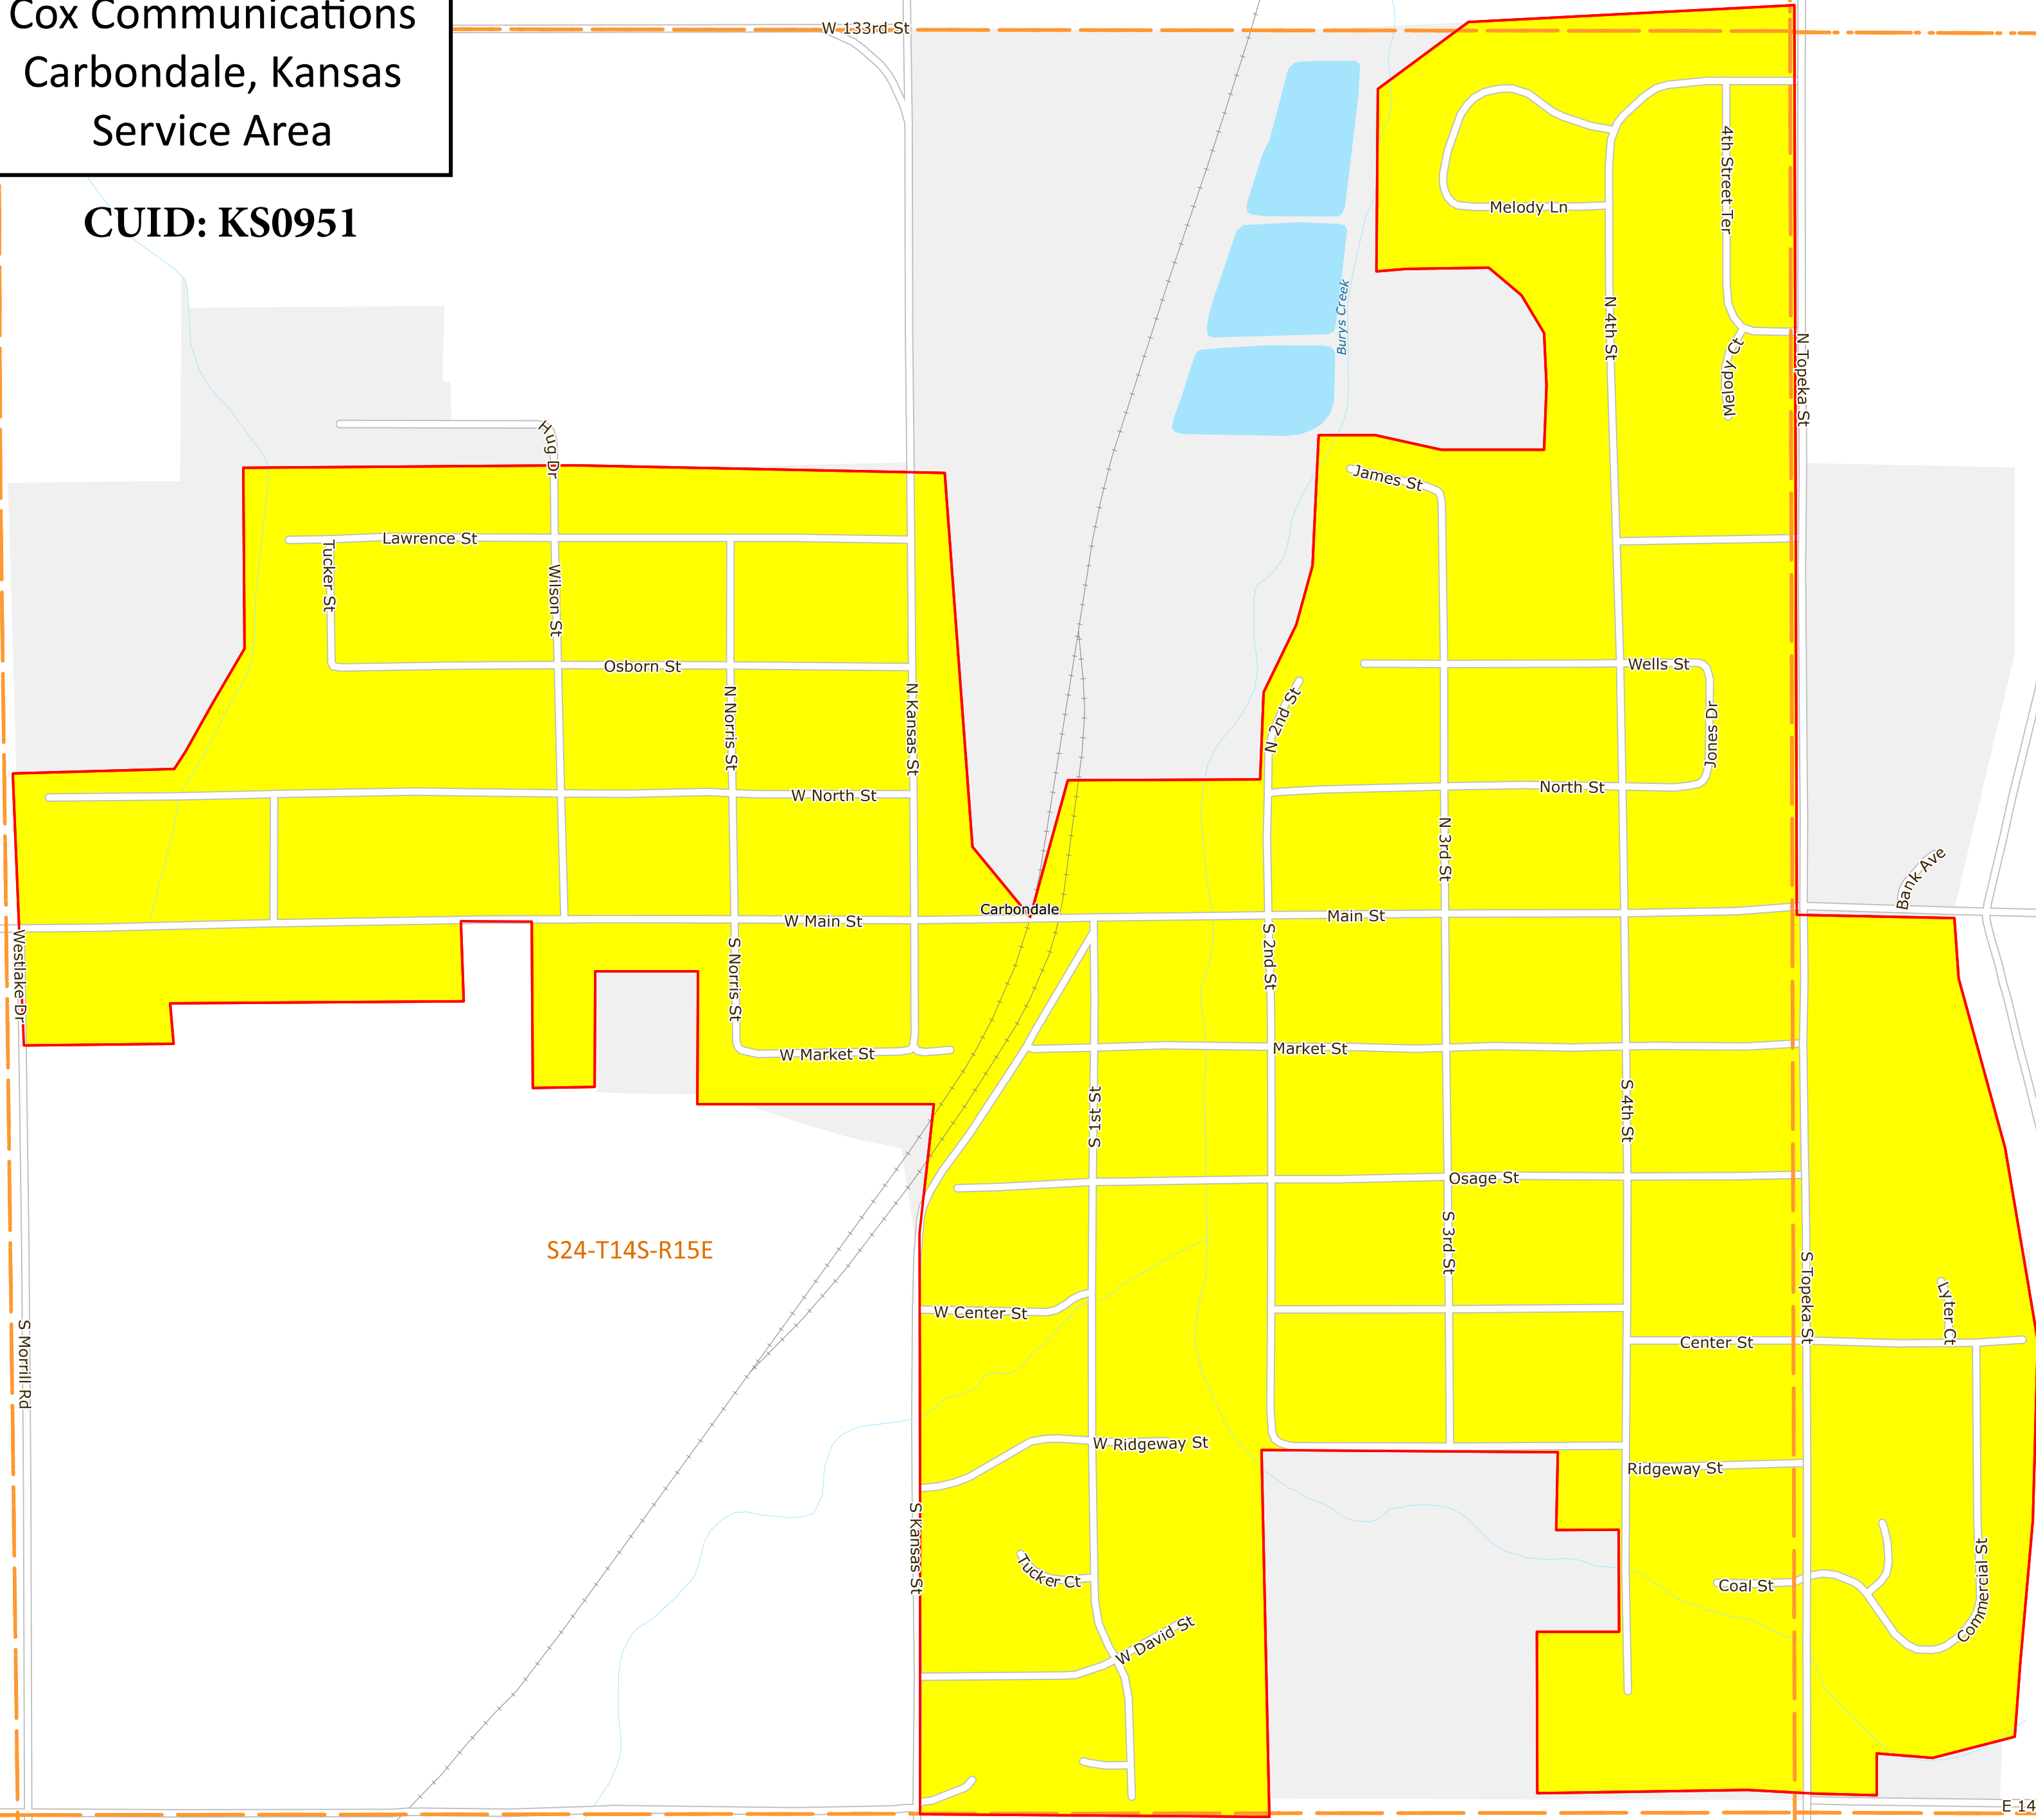 Cox Communications
Carbondale, Kansas
Service Area
CUID: KS0951
W 133rd St
4th Street Ter
Melody Ln
Burys Creek
N 4th St
Melody Ct
N Topeka St
Hug Dr
James St
Lawrence St
Tucker St
Wilson St
Osborn St
N Norris St
N Kansas St
Wells St
N 2nd St
Jones Dr
W North St
North St
N 3rd St
Bank Ave
Carbondale
W Main St
Main St
Westlake Dr
S Norris St
S 2nd St
W Market St
Market St
S 1st St
S 4th St
Osage St
S 3rd St
S24-T14S-R15E
S Topeka St
W Center St
Lyter Ct
Center St
S Morrill Rd
W Ridgeway St
Ridgeway St
S Kansas St
Tucker Ct
Coal St
Commercial St
W David St
E 14